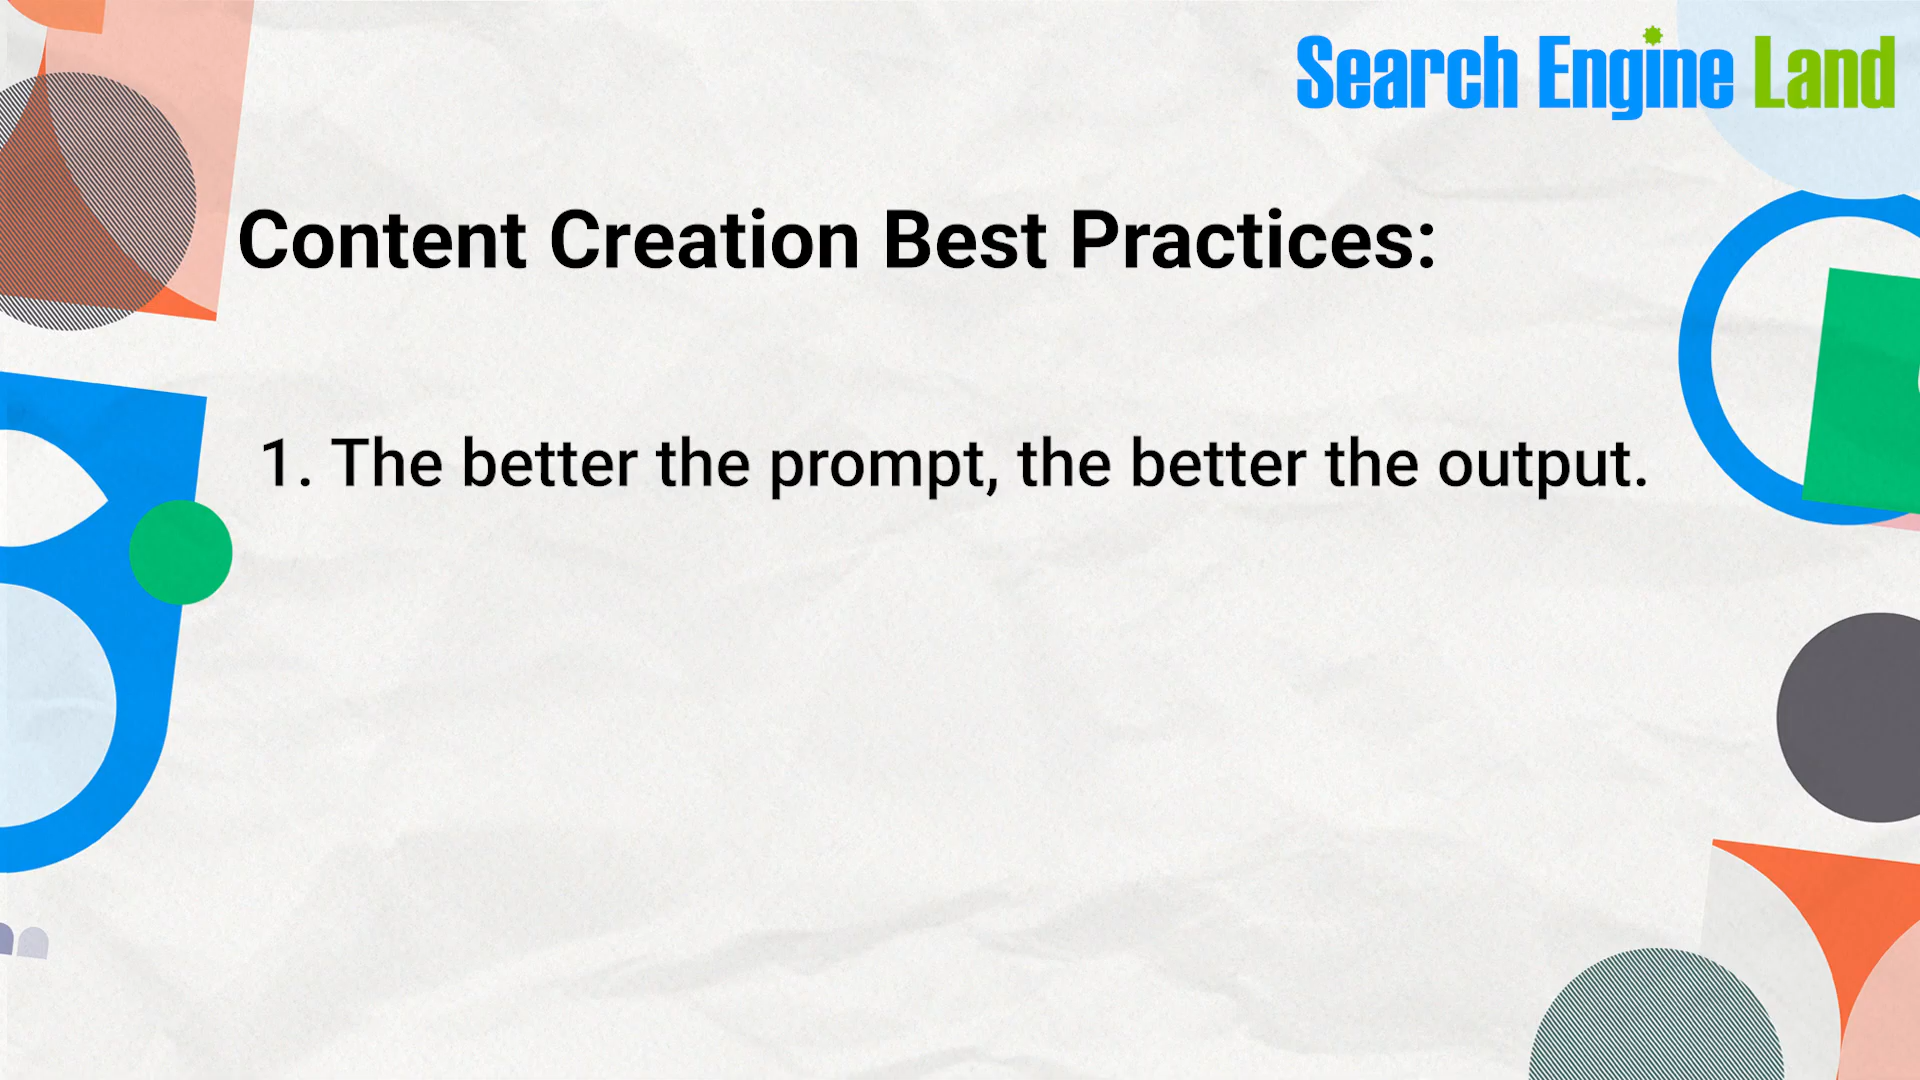 Search Engine Land
Content Creation Best Practices:
1. The better the prompt, the better the output.